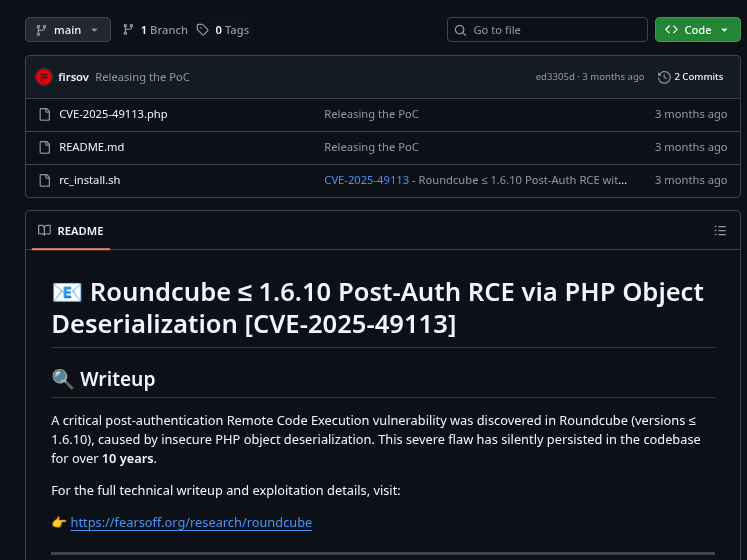 main 1 Branch 0 Tags Go to file Code
firsov Releasing the PoC ed3305d · 3 months ago 2 Commits
CVE-2025-49113.php Releasing the PoC 3 months ago
README.md Releasing the PoC 3 months ago
rc_install.sh CVE-2025-49113 - Roundcube ≤ 1.6.10 Post-Auth RCE wit... 3 months ago
README
📧 Roundcube ≤ 1.6.10 Post-Auth RCE via PHP Object
Deserialization [CVE-2025-49113]
🔍 Writeup
A critical post-authentication Remote Code Execution vulnerability was discovered in Roundcube (versions ≤
1.6.10), caused by insecure PHP object deserialization. This severe flaw has silently persisted in the codebase
for over 10 years.
For the full technical writeup and exploitation details, visit:
👉 https://fearsoff.org/research/roundcube